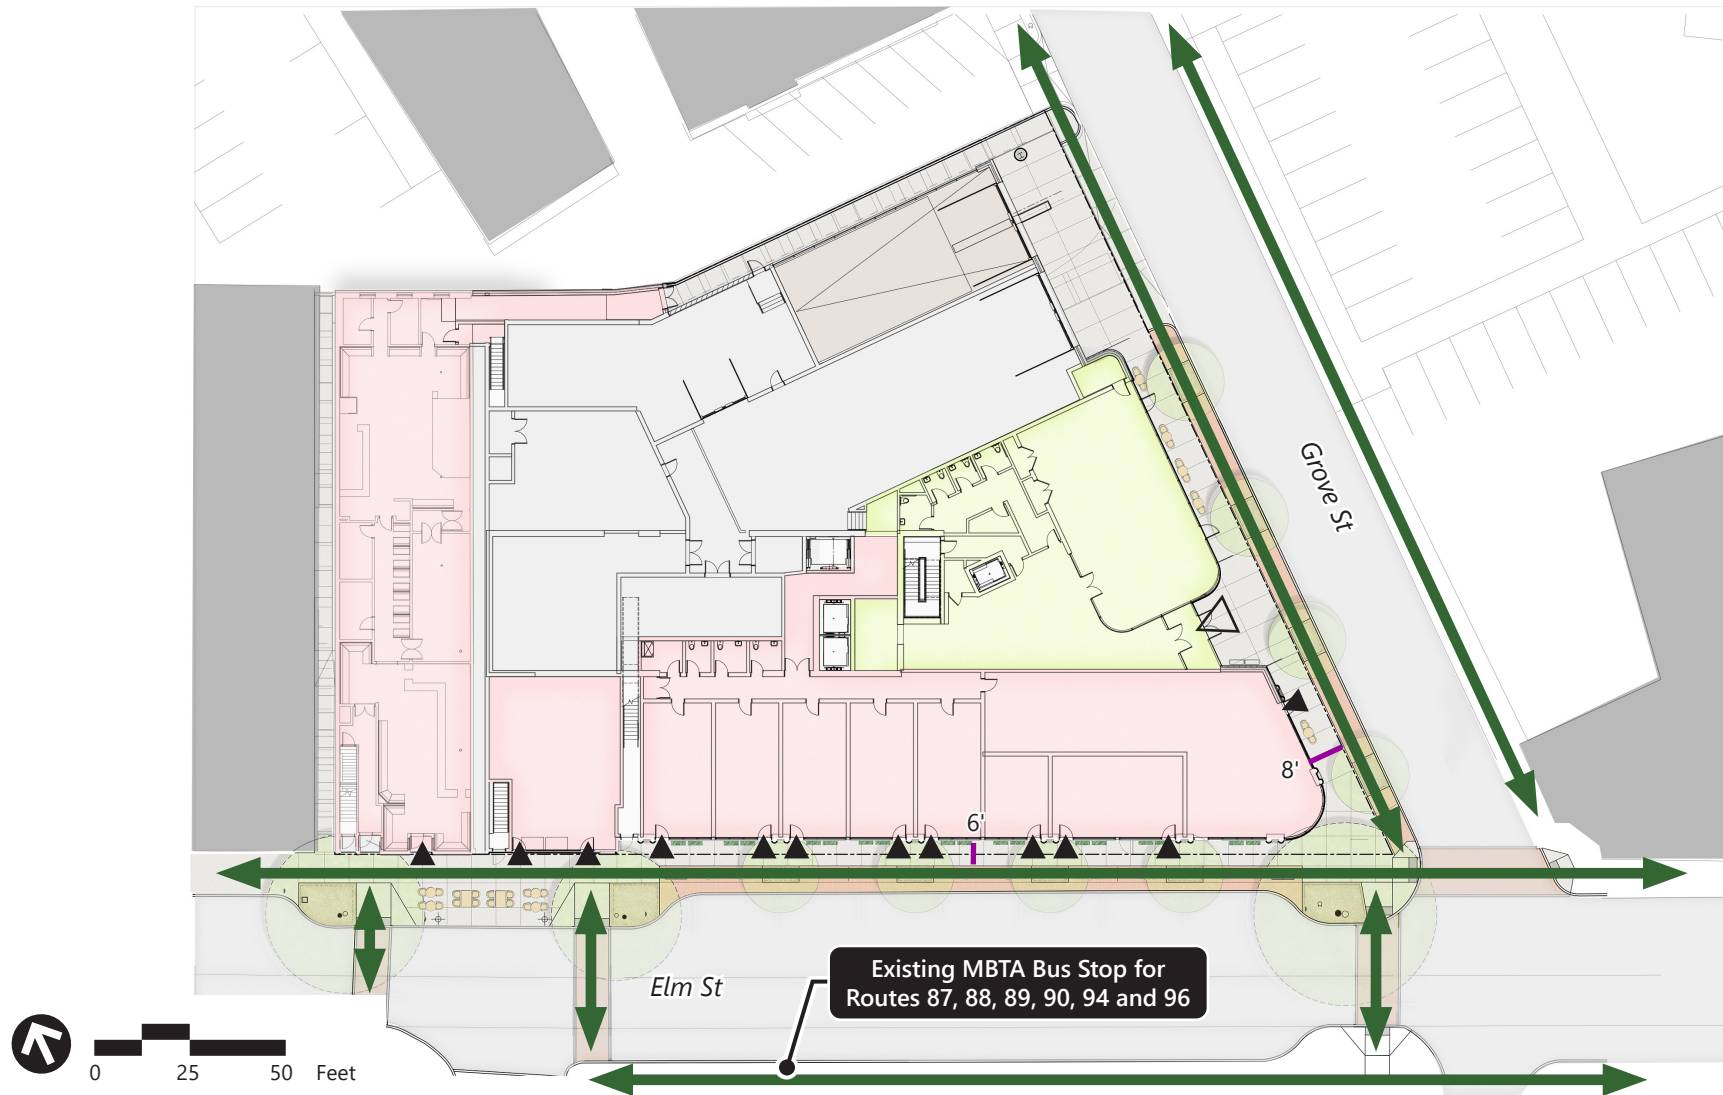 Grove St
8'
6'
Existing MBTA Bus Stop for
Routes 87, 88, 89, 90, 94 and 96
Elm St
0 25 50 Feet